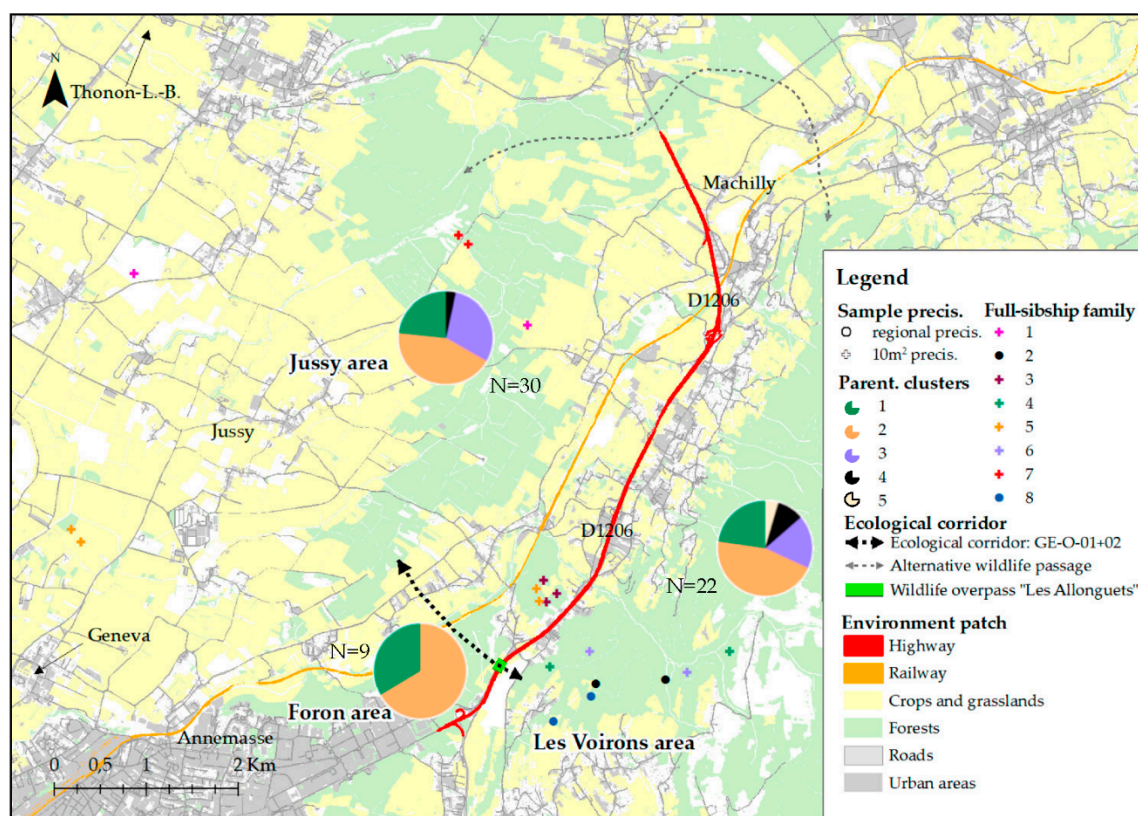 N
Thonon-L.-B.
Machilly
D1206
Jussy area
N=30
Jussy
D1206
N=22
Geneva
N=9
Foron area
Les Voirons area
Annemasse
0 0,5 1 2 Km
Legend
Sample precis.
regional precis.
10m² precis.
Parent. clusters
1
2
3
4
5
Full-sibship family
1
2
3
4
5
6
7
8
Ecological corridor
Ecological corridor: GE-O-01+02
Alternative wildlife passage
Wildlife overpass "Les Allonguets"
Environment patch
Highway
Railway
Crops and grasslands
Forests
Roads
Urban areas